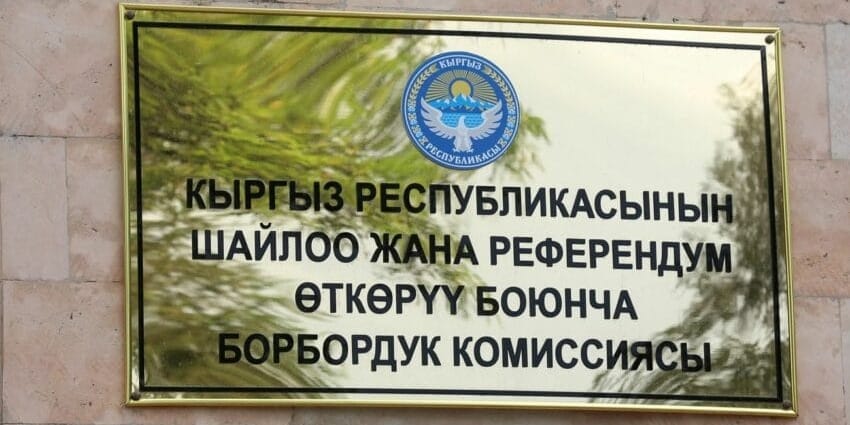 КЫРГЫЗ
РЕСПУБЛИКАСЫ
КЫРГЫЗ РЕСПУБЛИКАСЫНЫН
ШАЙЛОО ЖАНА РЕФЕРЕНДУМ
ӨТКӨРҮҮ БОЮНЧА
БОРБОРДУК КОМИССИЯСЫ